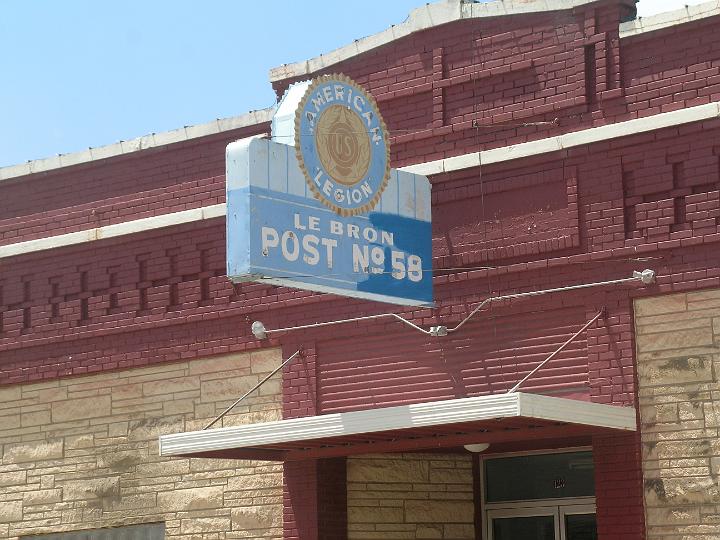 AMERICAN
US
LEGION
LE BRON
POST No 58